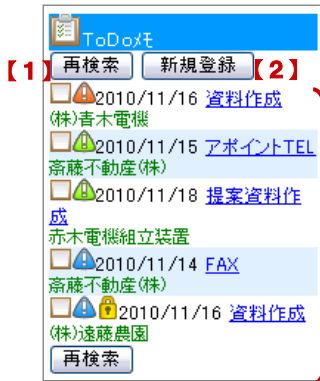 ToDoメモ
【1】 再検索 新規登録 【2】
2010/11/16 資料作成
(株)青木電機
2010/11/15 アポイントTEL
斎藤不動産(株)
2010/11/18 提案資料作
成
赤木電機組立装置
2010/11/14 FAX
斎藤不動産(株)
2010/11/16 資料作成
(株)遠藤農園
再検索